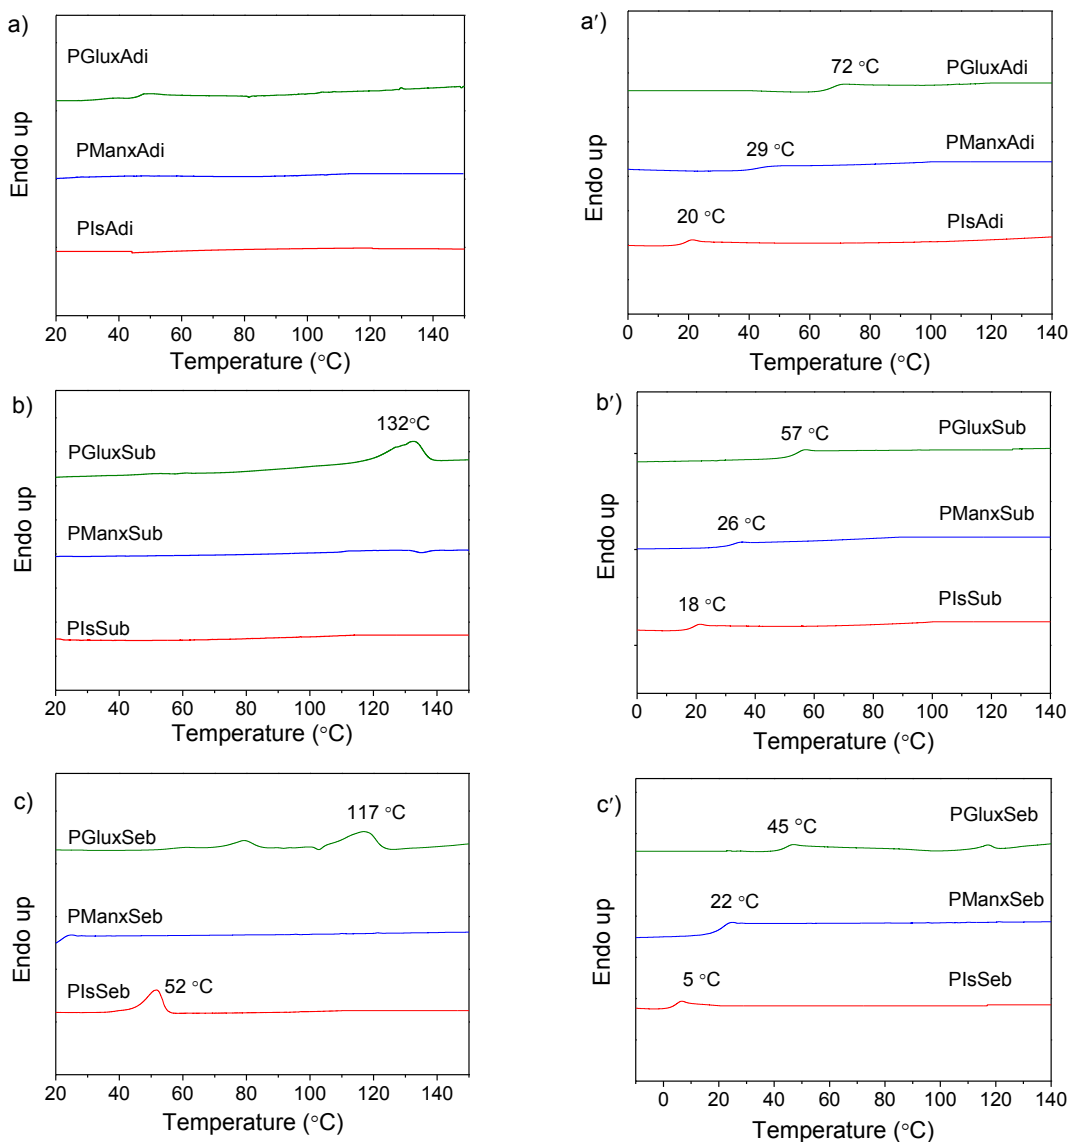 a)
PGluxAdi
PManxAdi
PIsAdi
Endo up
20 40 60 80 100 120 140
Temperature (°C)
a′)
72 °C
PGluxAdi
29 °C
PManxAdi
20 °C
PIsAdi
Endo up
0 20 40 60 80 100 120 140
Temperature (°C)
b)
132°C
PGluxSub
PManxSub
PIsSub
Endo up
20 40 60 80 100 120 140
Temperature (°C)
b′)
57 °C
PGluxSub
26 °C
PManxSub
18 °C
PIsSub
Endo up
0 20 40 60 80 100 120 140
Temperature (°C)
c)
117 °C
PGluxSeb
PManxSeb
PIsSeb
52 °C
Endo up
20 40 60 80 100 120 140
Temperature (°C)
c′)
PGluxSeb
45 °C
22 °C
PManxSeb
5 °C
PIsSeb
Endo up
0 20 40 60 80 100 120 140
Temperature (°C)